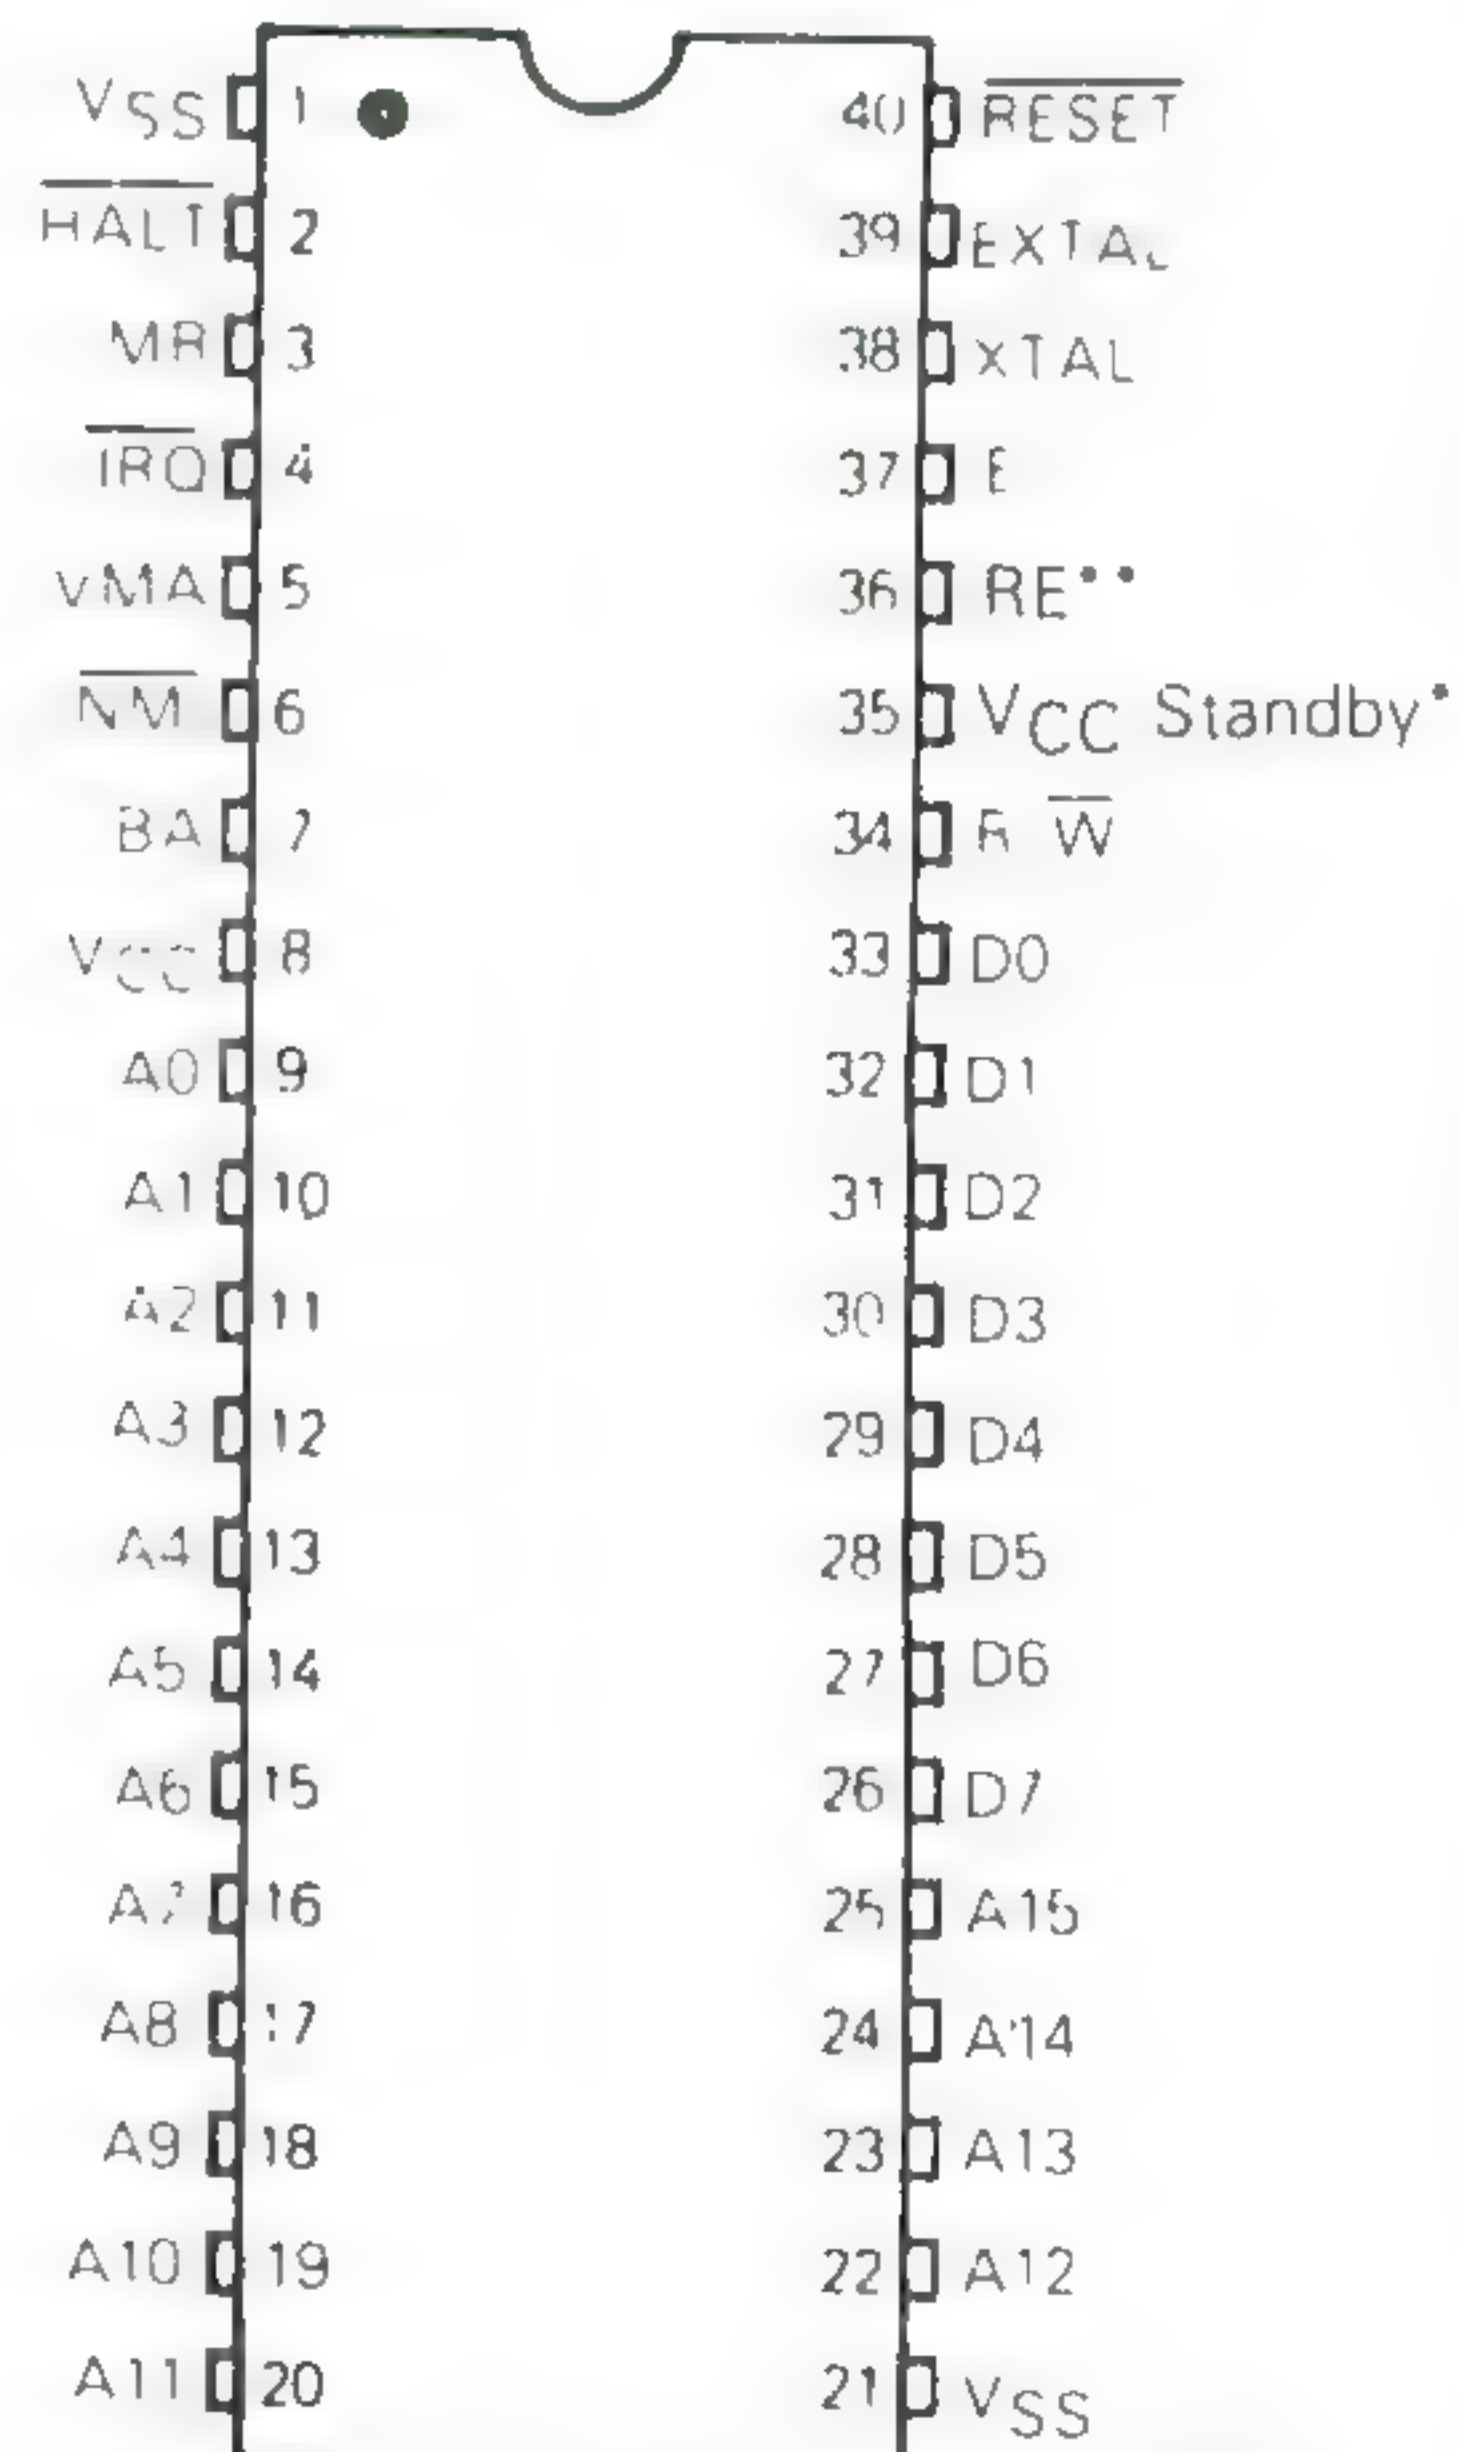 VSS 1 40 RESET
HALT 2 39 EXTAL
MR 3 38 XTAL
IRQ 4 37 E
VMA 5 36 RE**
NM 6 35 VCC Standby*
BA 7 34 R W
VCC 8 33 D0
A0 9 32 D1
A1 10 31 D2
A2 11 30 D3
A3 12 29 D4
A4 13 28 D5
A5 14 27 D6
A6 15 26 D7
A7 16 25 A15
A8 17 24 A14
A9 18 23 A13
A10 19 22 A12
A11 20 21 VSS